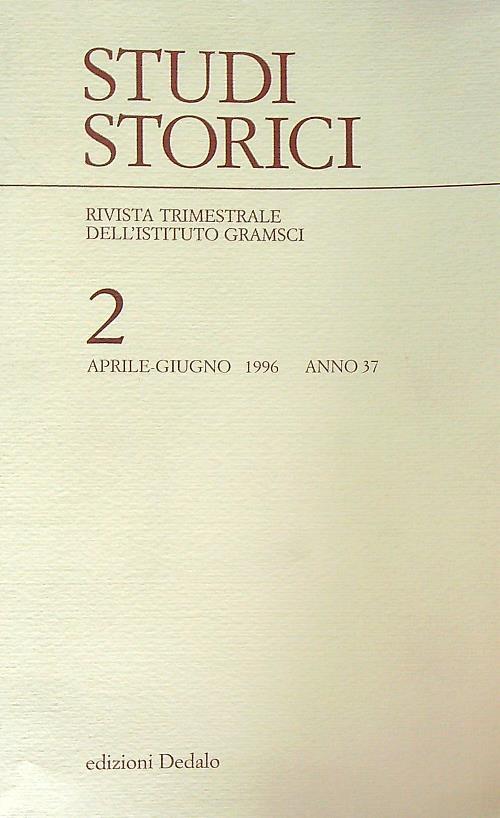 STUDI
STORICI
RIVISTA TRIMESTRALE
DELL'ISTITUTO GRAMSCI
2
APRILE-GIUGNO 1996 ANNO 37
edizioni Dedalo